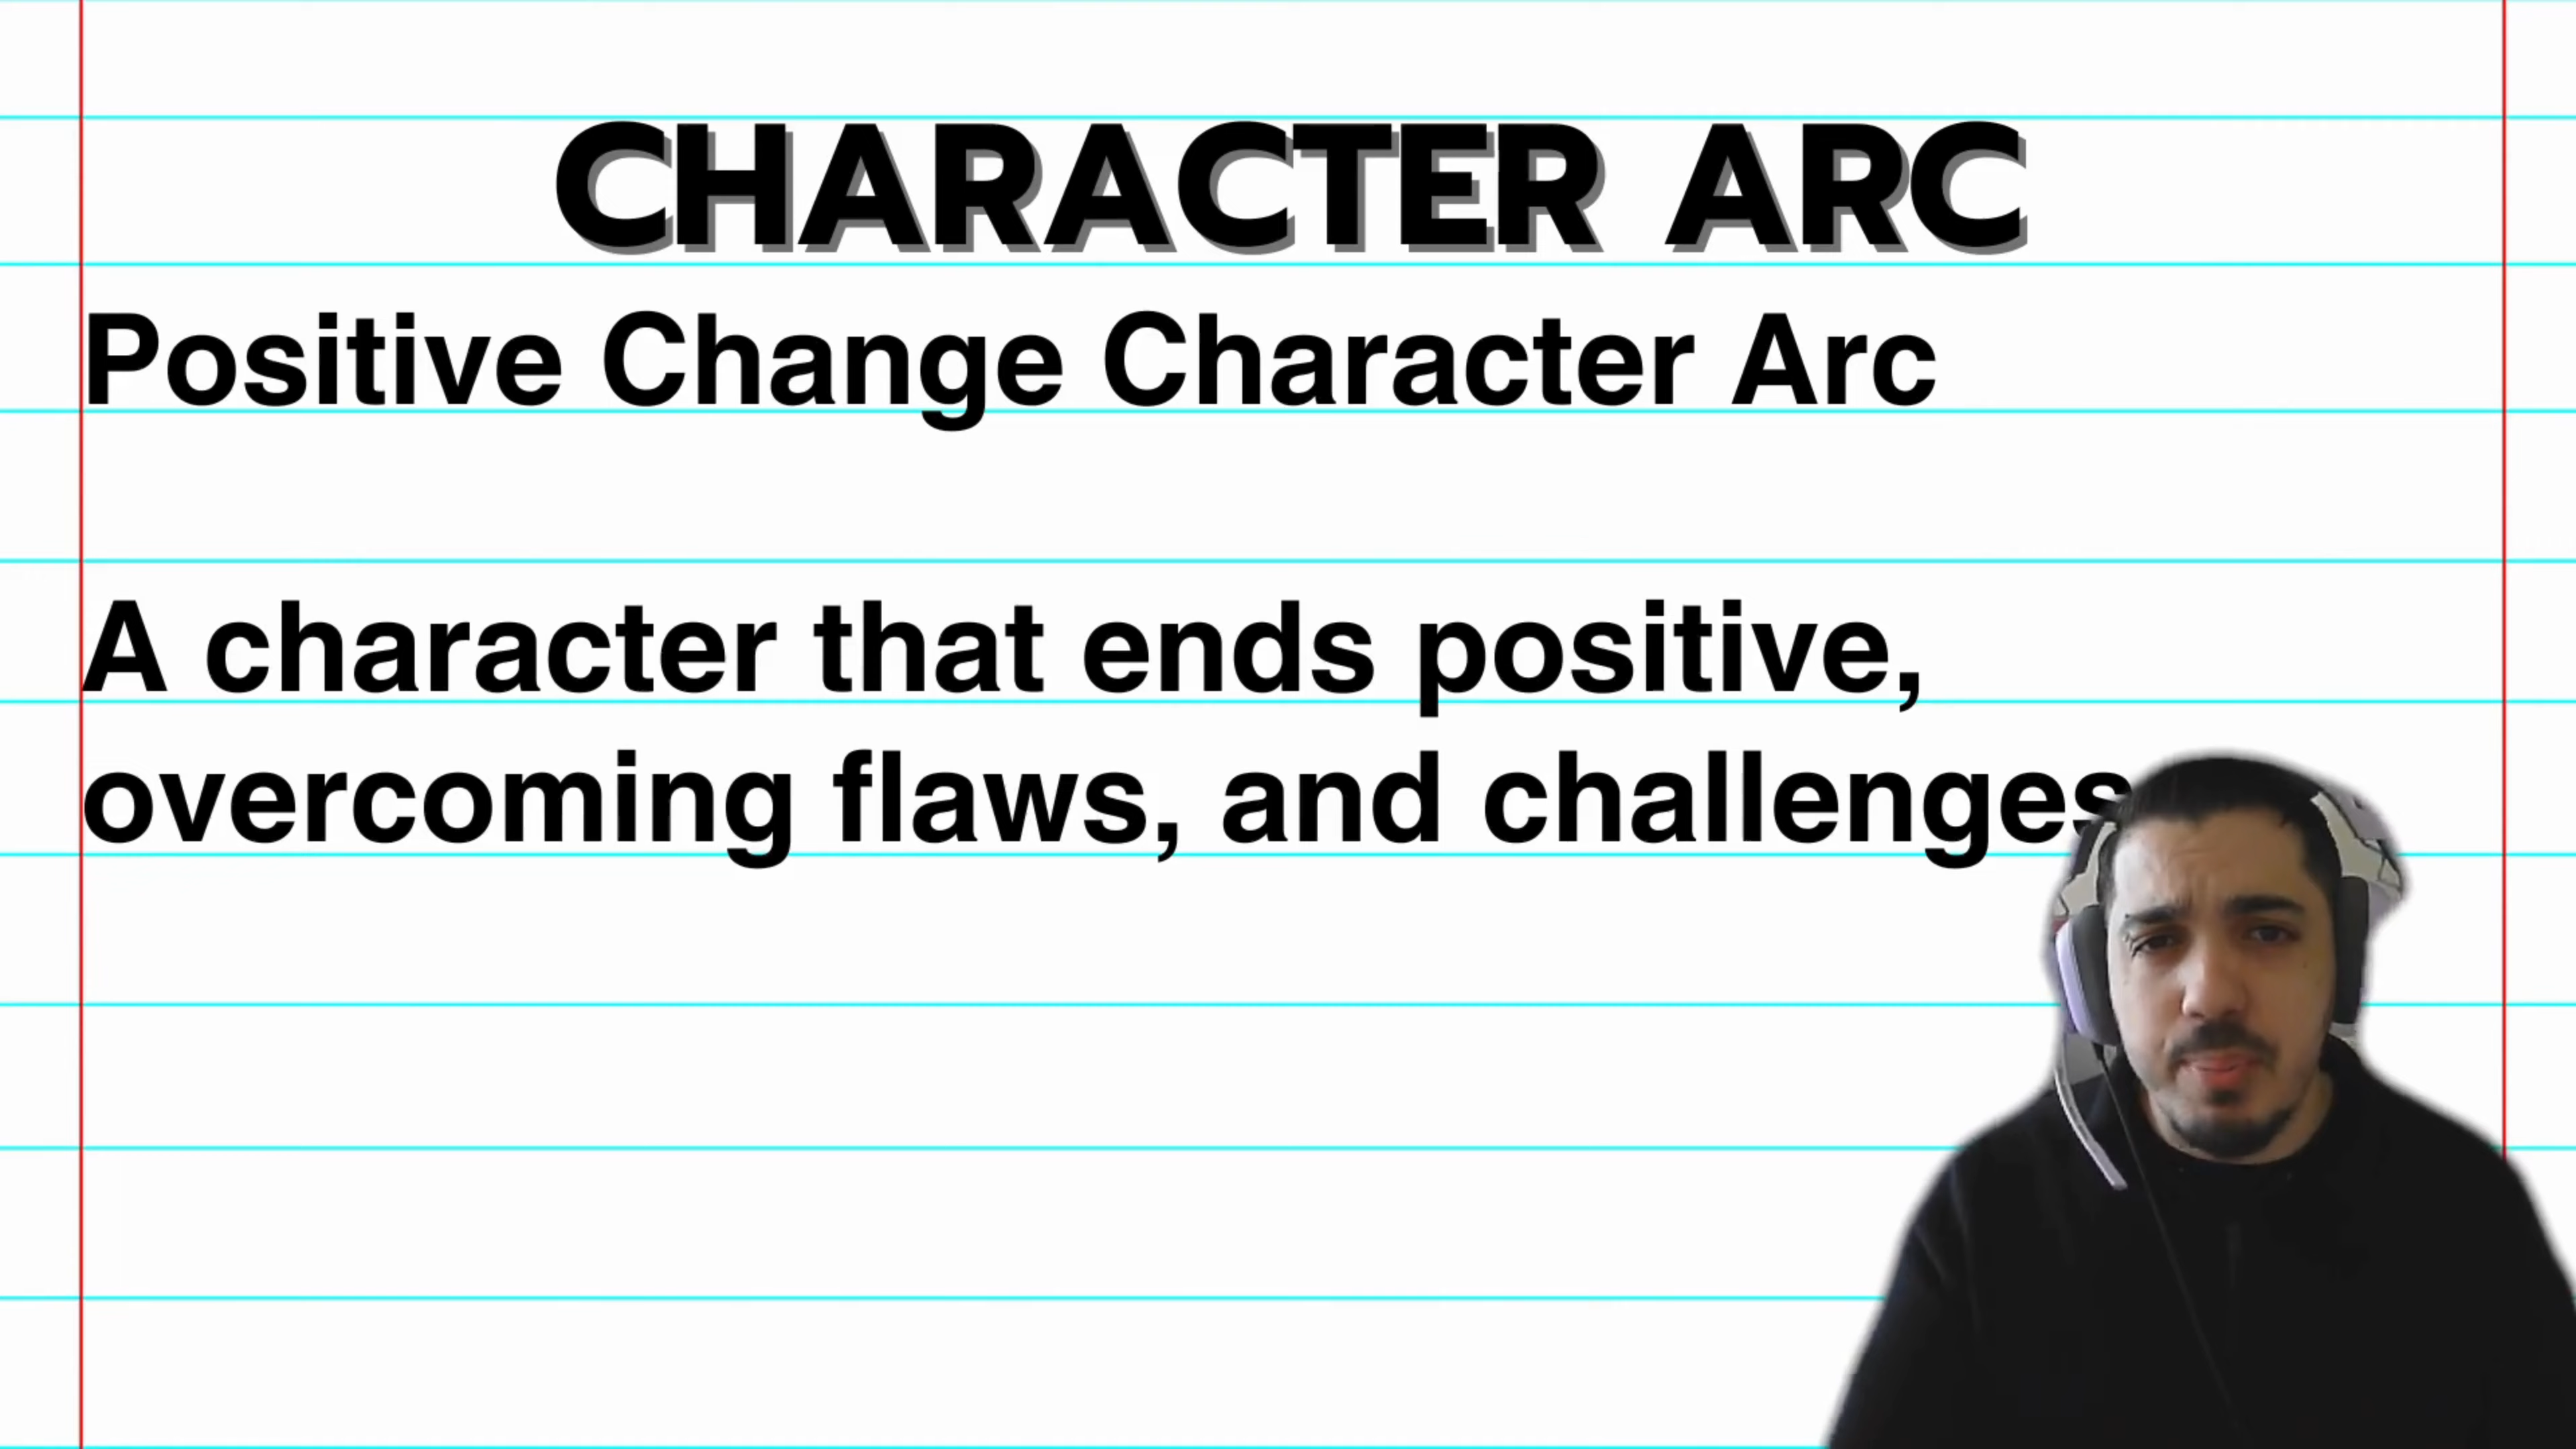 CHARACTER ARC
Positive Change Character Arc
A character that ends positive,
overcoming flaws, and challenges